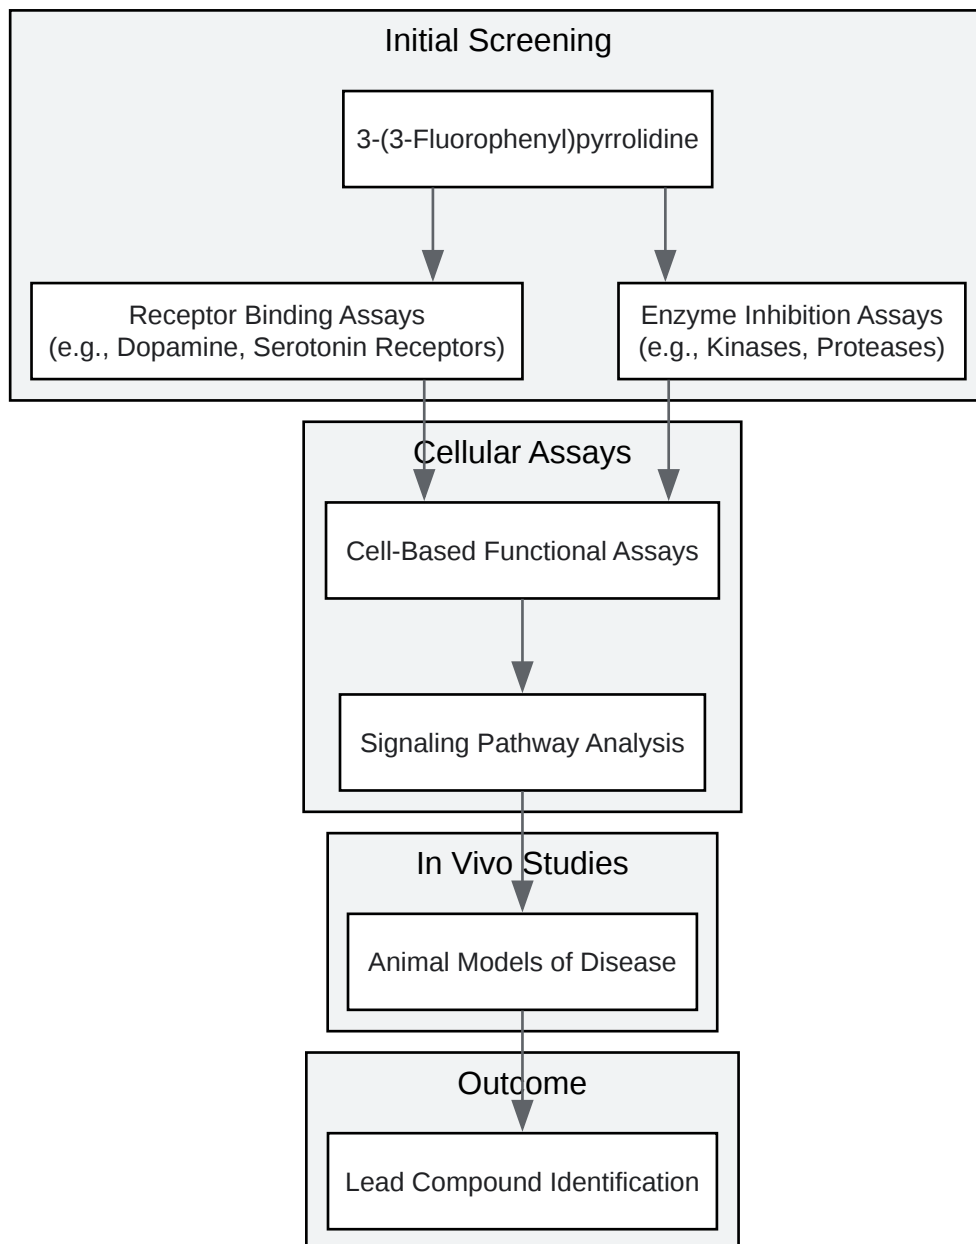 Initial Screening
3-(3-Fluorophenyl)pyrrolidine
Receptor Binding Assays
(e.g., Dopamine, Serotonin Receptors)
Enzyme Inhibition Assays
(e.g., Kinases, Proteases)
Cellular Assays
Cell-Based Functional Assays
Signaling Pathway Analysis
In Vivo Studies
Animal Models of Disease
Outcome
Lead Compound Identification